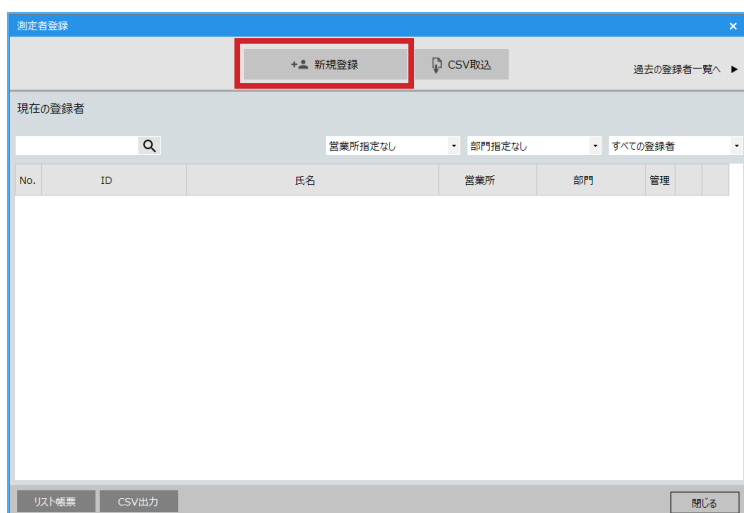 測定者登録 ×
新規登録 CSV取込 過去の登録者一覧へ ▶
現在の登録者
営業所指定なし 部門指定なし すべての登録者
No. ID 氏名 営業所 部門 管理
リスト帳票 CSV出力 閉じる